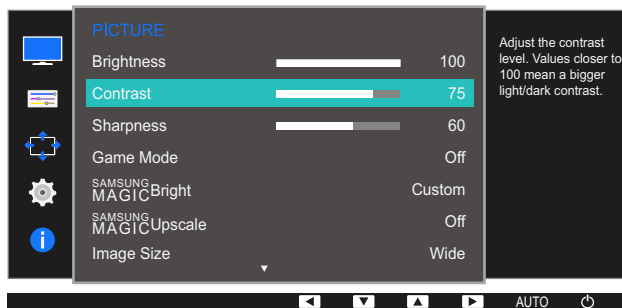 PICTURE
Brightness 100
Contrast 75
Sharpness 60
Game Mode Off
SAMSUNG
MAGIC Bright Custom
SAMSUNG
MAGIC Upscale Off
Image Size Wide
Adjust the contrast
level. Values closer to
100 mean a bigger
light/dark contrast.
AUTO